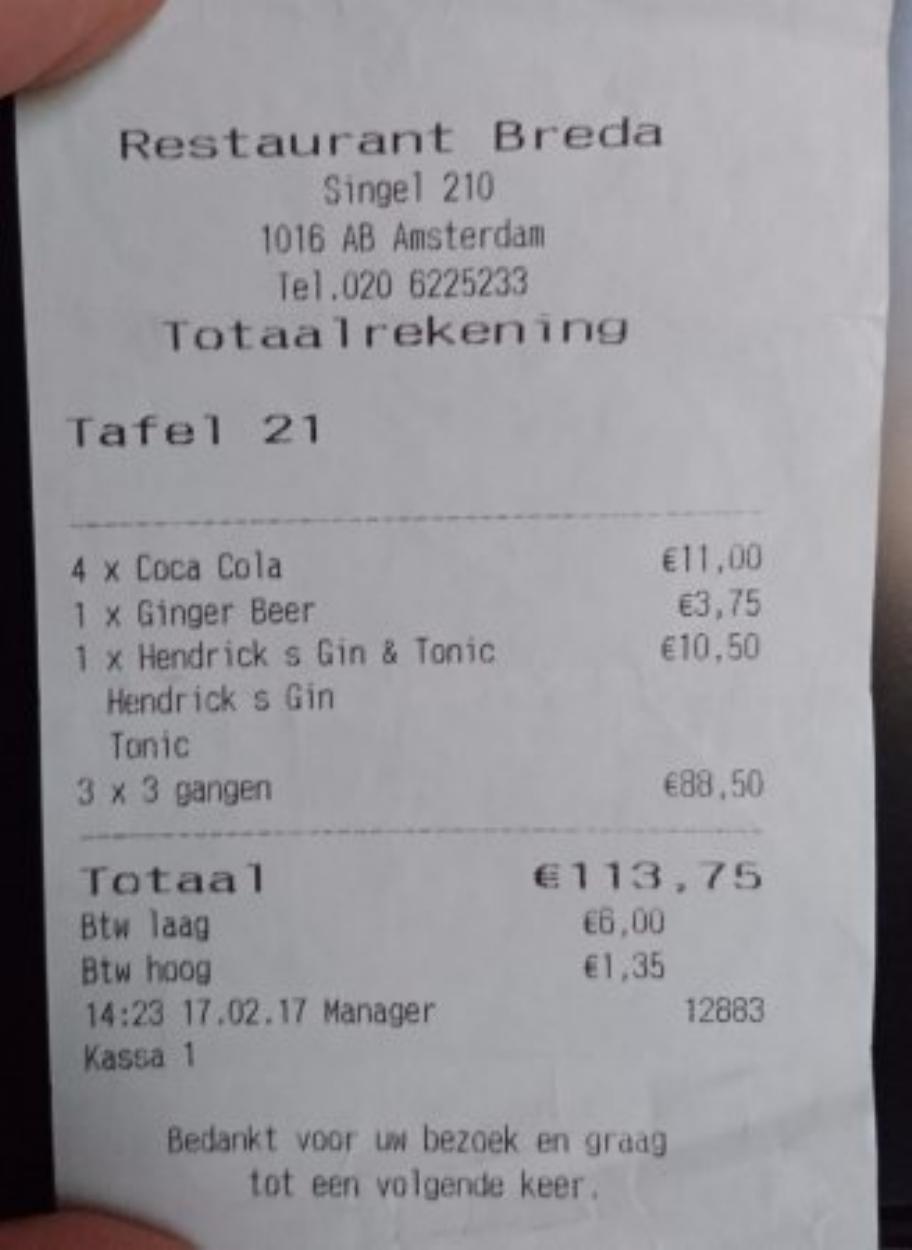 Restaurant Breda
Singel 210
1016 AB Amsterdam
Tel.020 6225233
Totaalrekening
Tafel 21
4 x Coca Cola €11,00
1 x Ginger Beer €3,75
1 x Hendrick s Gin & Tonic €10,50
Hendrick s Gin
Tonic
3 x 3 gangen €88,50
Totaal €113,75
Btw laag €6,00
Btw hoog €1,35
14:23 17.02.17 Manager 12883
Kassa 1
Bedankt voor uw bezoek en graag
tot een volgende keer.